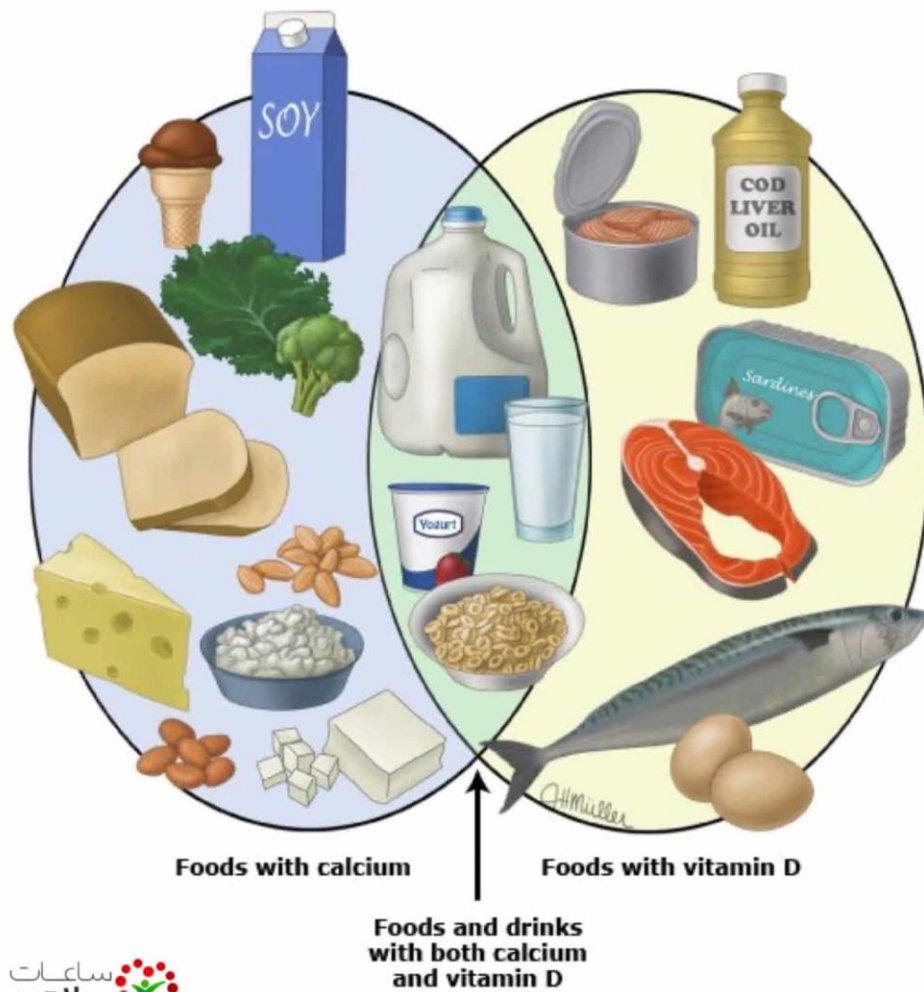 SOY
COD
LIVER
OIL
Sardines
Yogurt
JHMüller
Foods with calcium
Foods with vitamin D
Foods and drinks
with both calcium
and vitamin D
ساعات